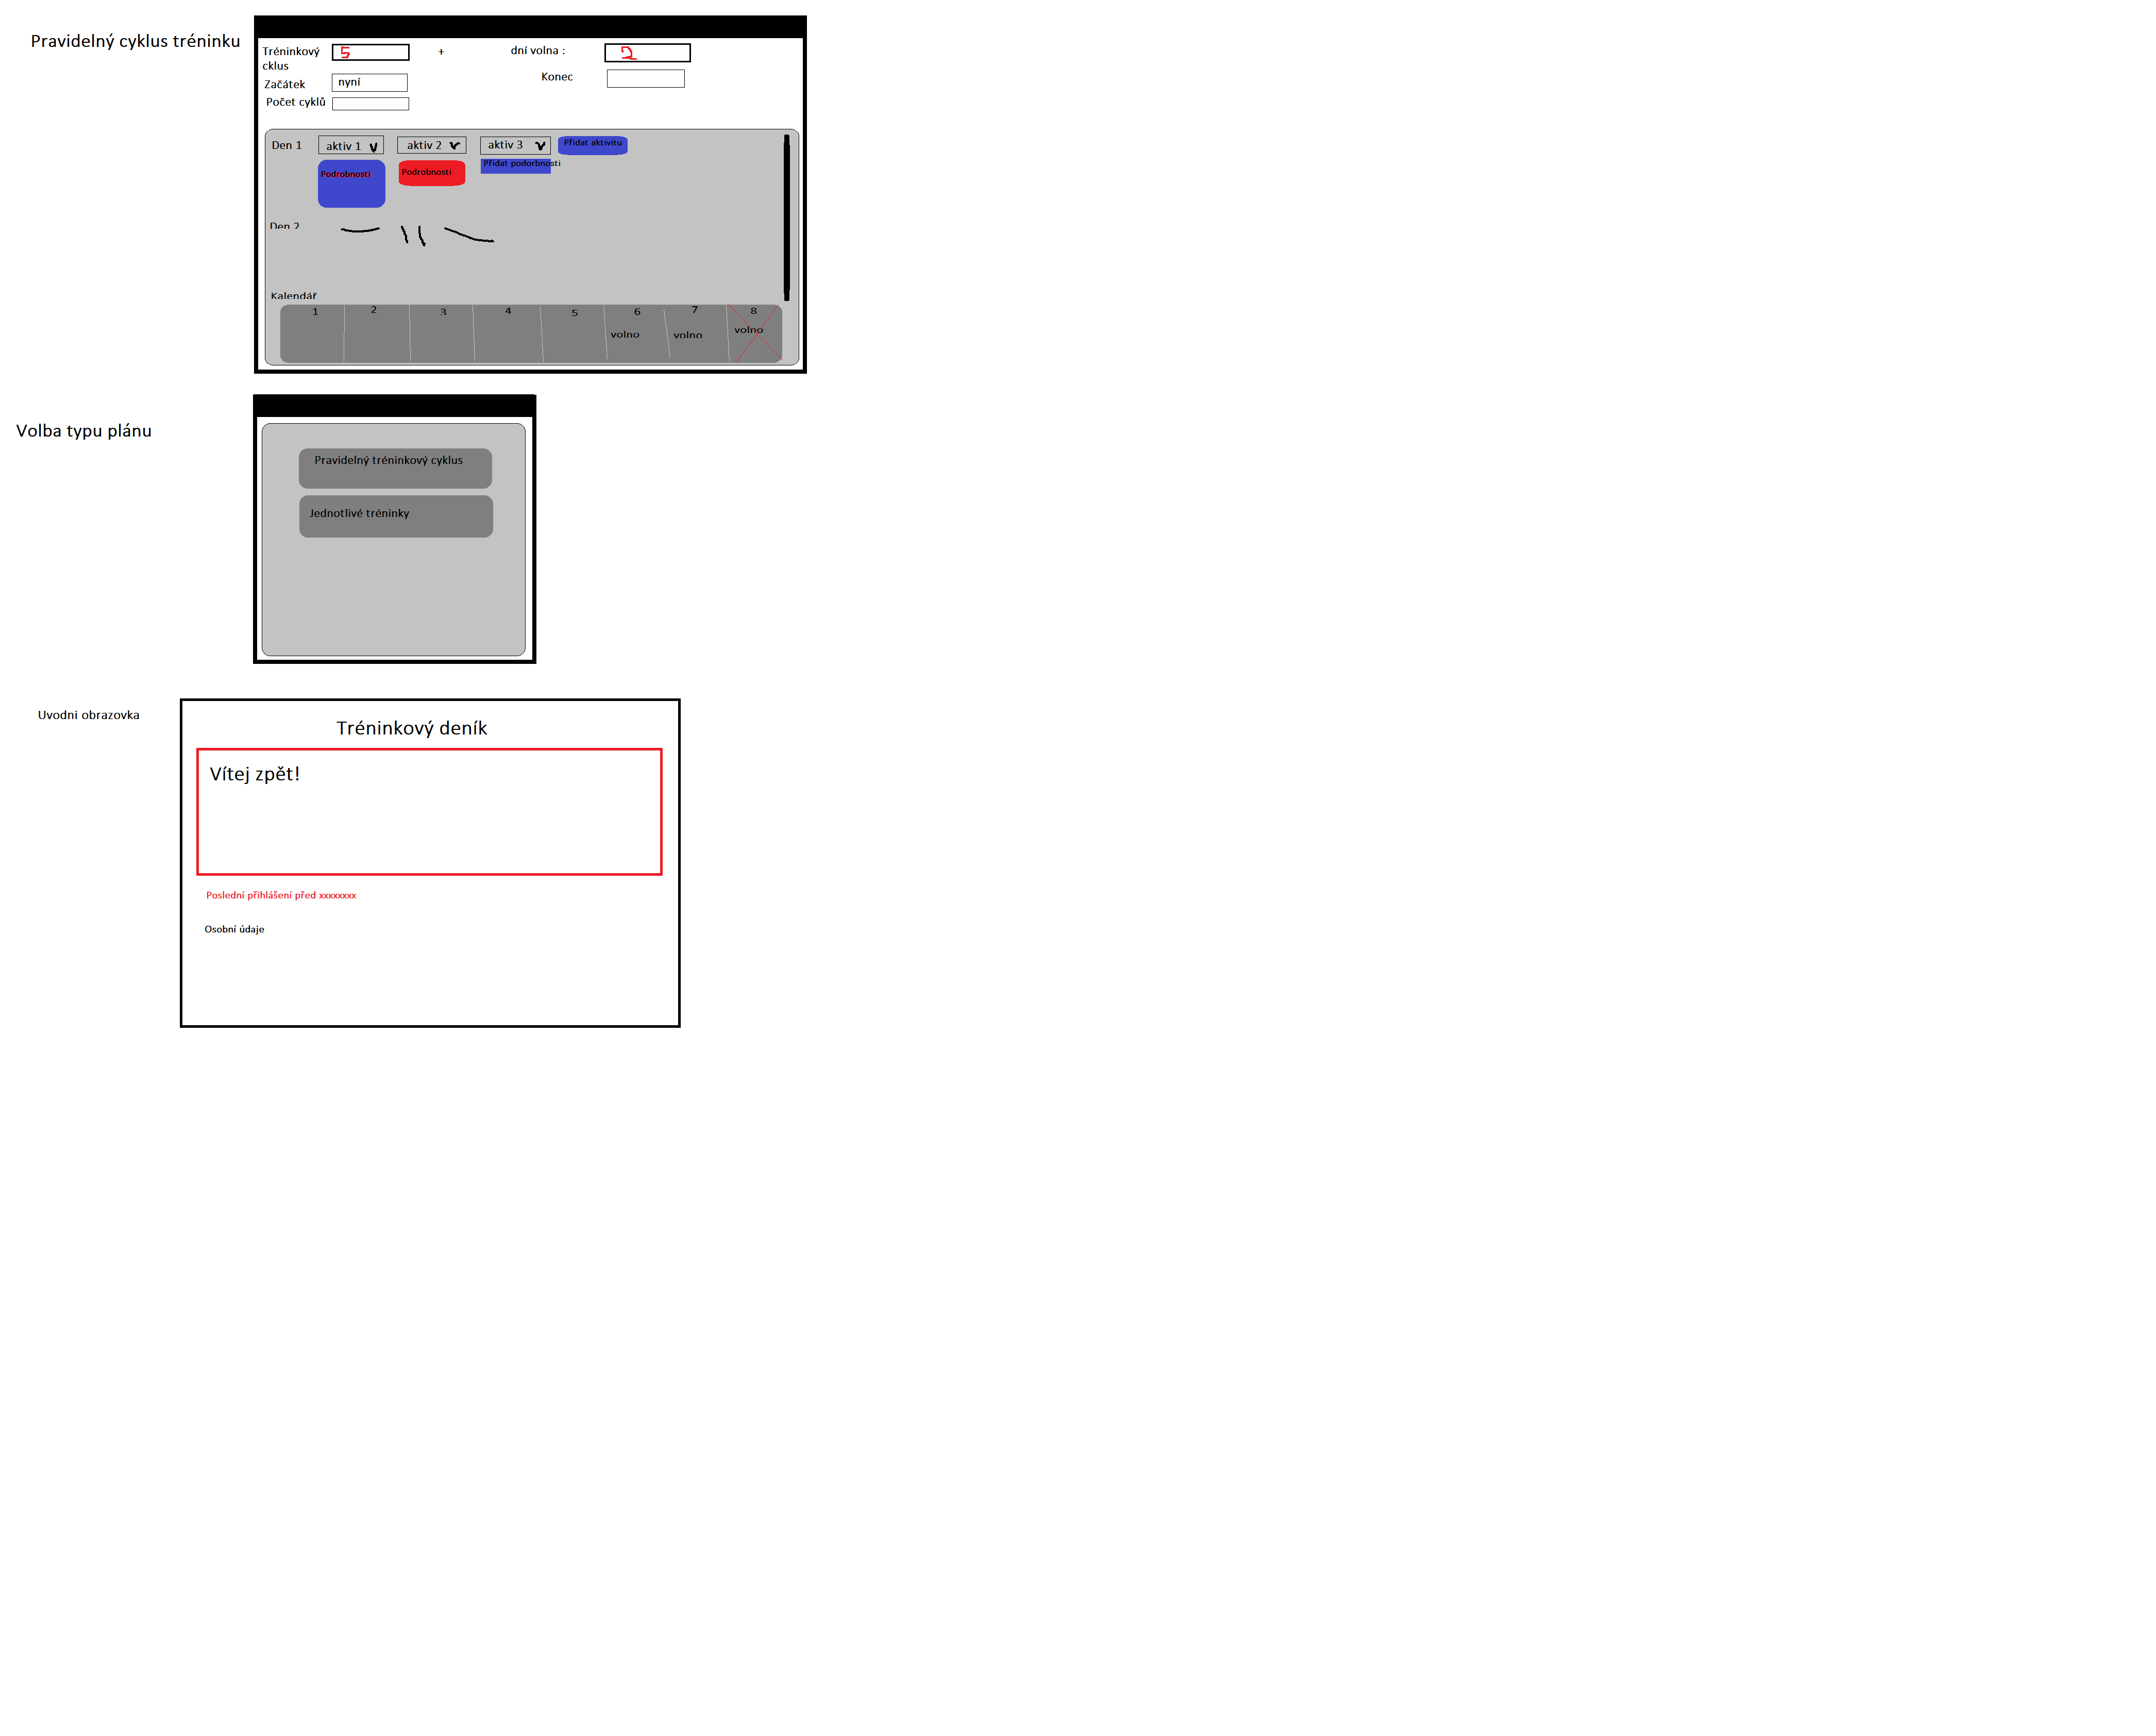 Pravidelný cyklus tréninku
Tréninkový
cklus
5
+
dní volna :
2
Začátek
nyní
Konec
Počet cyklů
Den 1
aktiv 1
aktiv 2
aktiv 3
Přidat aktivitu
Podrobnosti
Podrobnosti
Přidat podorbnosti
Den 2
Kalendář
1 2 3 4 5 6 7 8
volno volno volno
Volba typu plánu
Pravidelný tréninkový cyklus
Jednotlivé tréninky
Uvodni obrazovka
Tréninkový deník
Vítej zpět!
Poslední přihlášení před xxxxxxxx
Osobní údaje